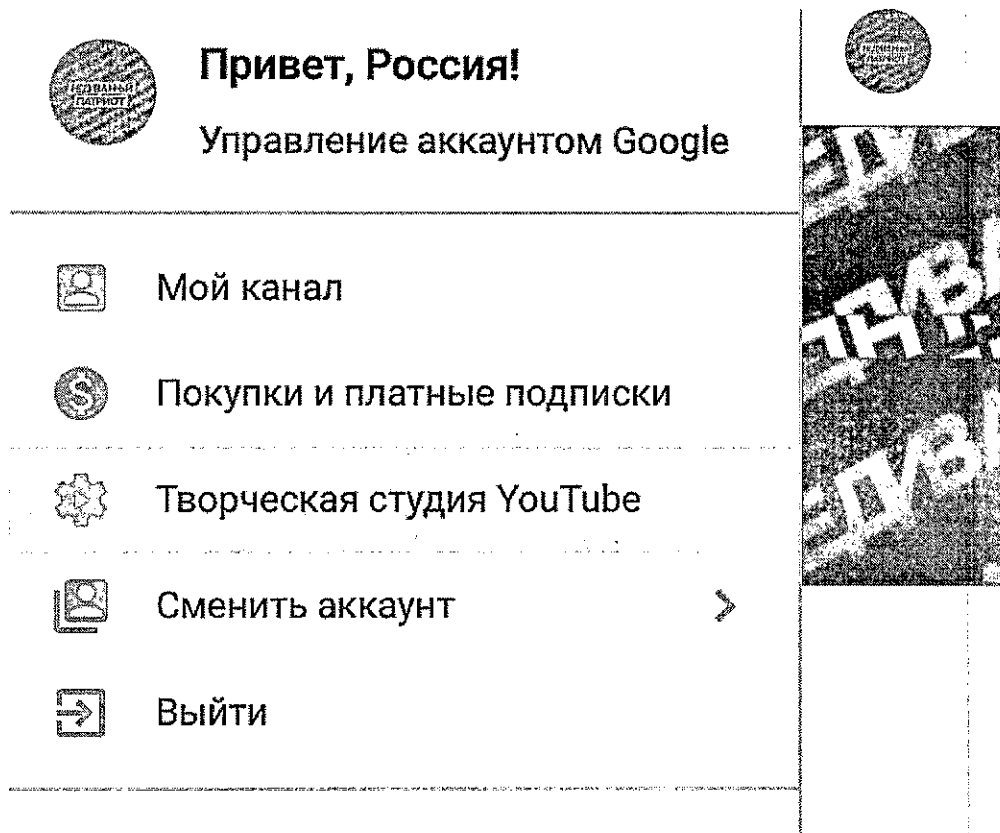 Привет, Россия!
Управление аккаунтом Google
Мой канал
Покупки и платные подписки
Творческая студия YouTube
Сменить аккаунт
Выйти